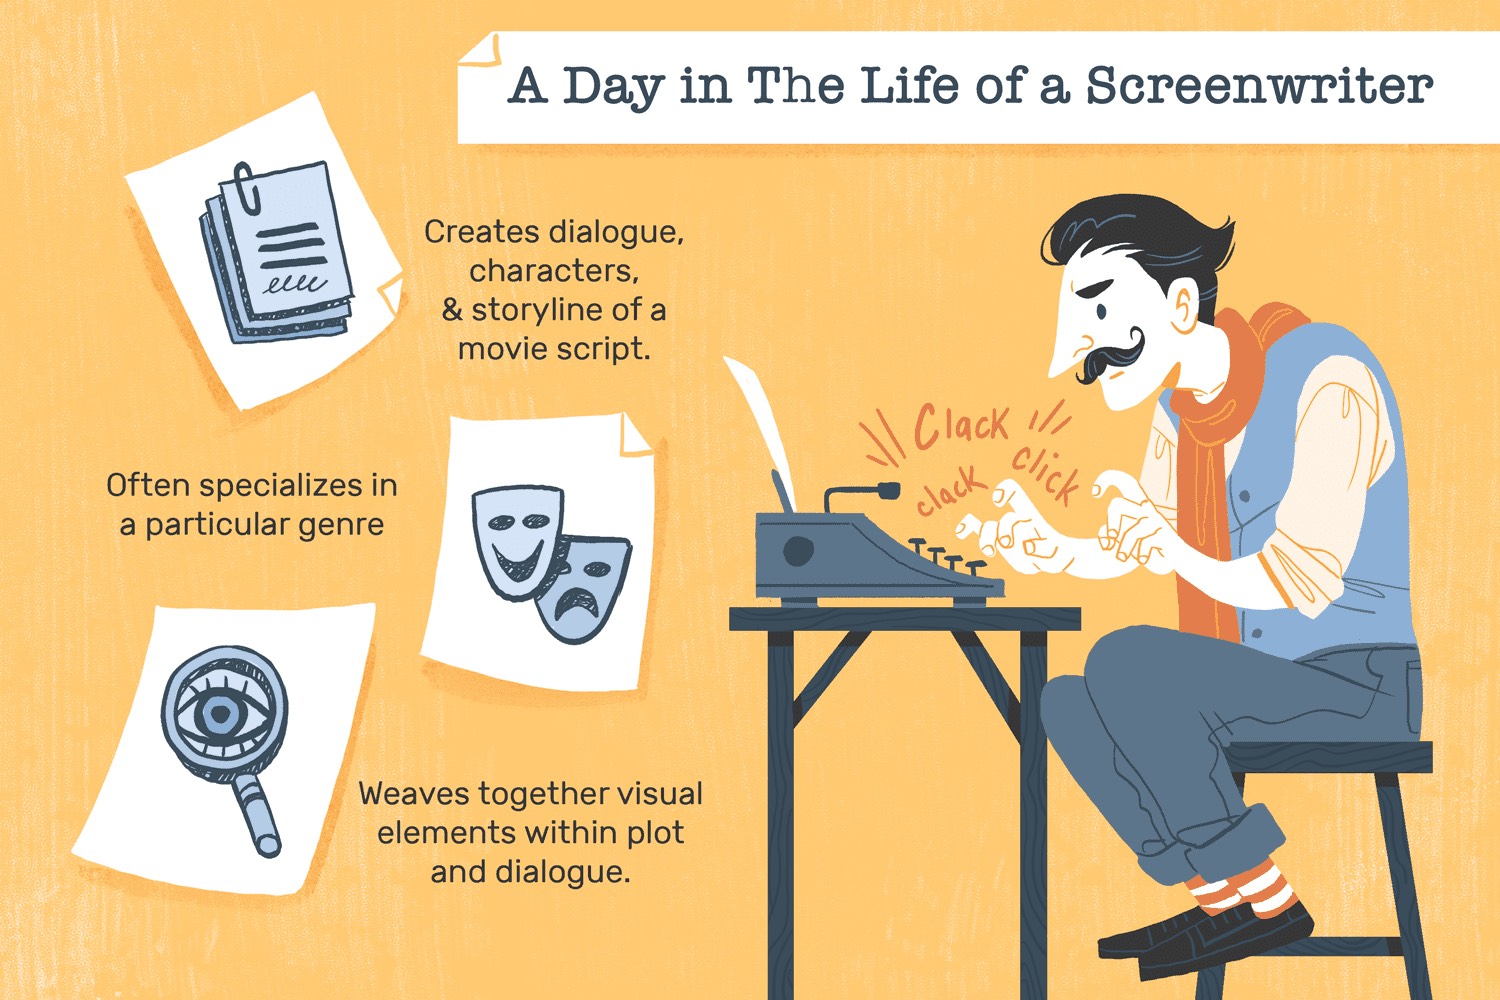 A Day in The Life of a Screenwriter
Creates dialogue,
characters,
& storyline of a
movie script.
Often specializes in
a particular genre
Weaves together visual
elements within plot
and dialogue.
Clack
click
clack